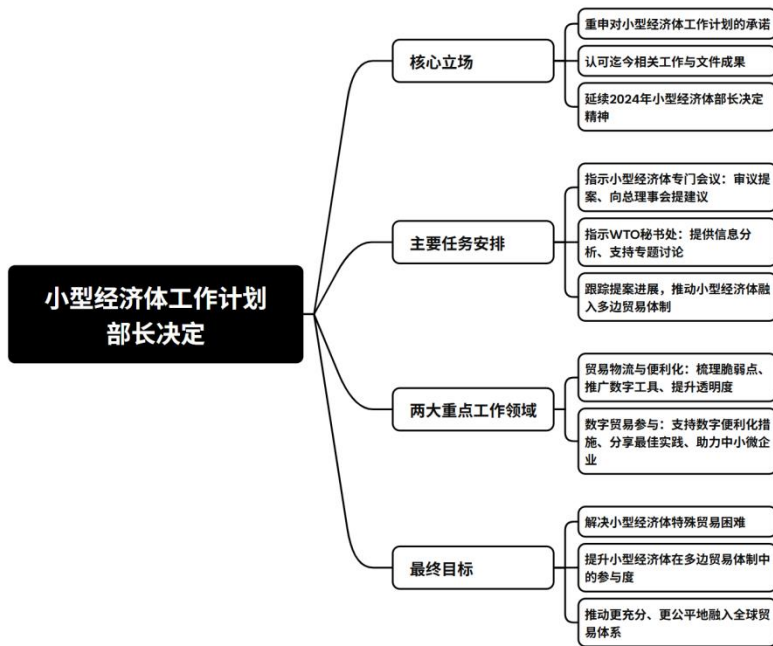 小型经济体工作计划
部长决定
核心立场
重申对小型经济体工作计划的承诺
认可迄今相关工作与文件成果
延续2024年小型经济体部长决定
精神
主要任务安排
指示小型经济体专门会议：审议提
案、向总理事会提建议
指示WTO秘书处：提供信息分
析、支持专题讨论
跟踪提案进展，推动小型经济体融
入多边贸易体制
两大重点工作领域
贸易物流与便利化：梳理脆弱点、
推广数字工具、提升透明度
数字贸易参与：支持数字便利化措
施、分享最佳实践、助力中小微企
业
最终目标
解决小型经济体特殊贸易困难
提升小型经济体在多边贸易体制中
的参与度
推动更充分、更公平地融入全球贸
易体系